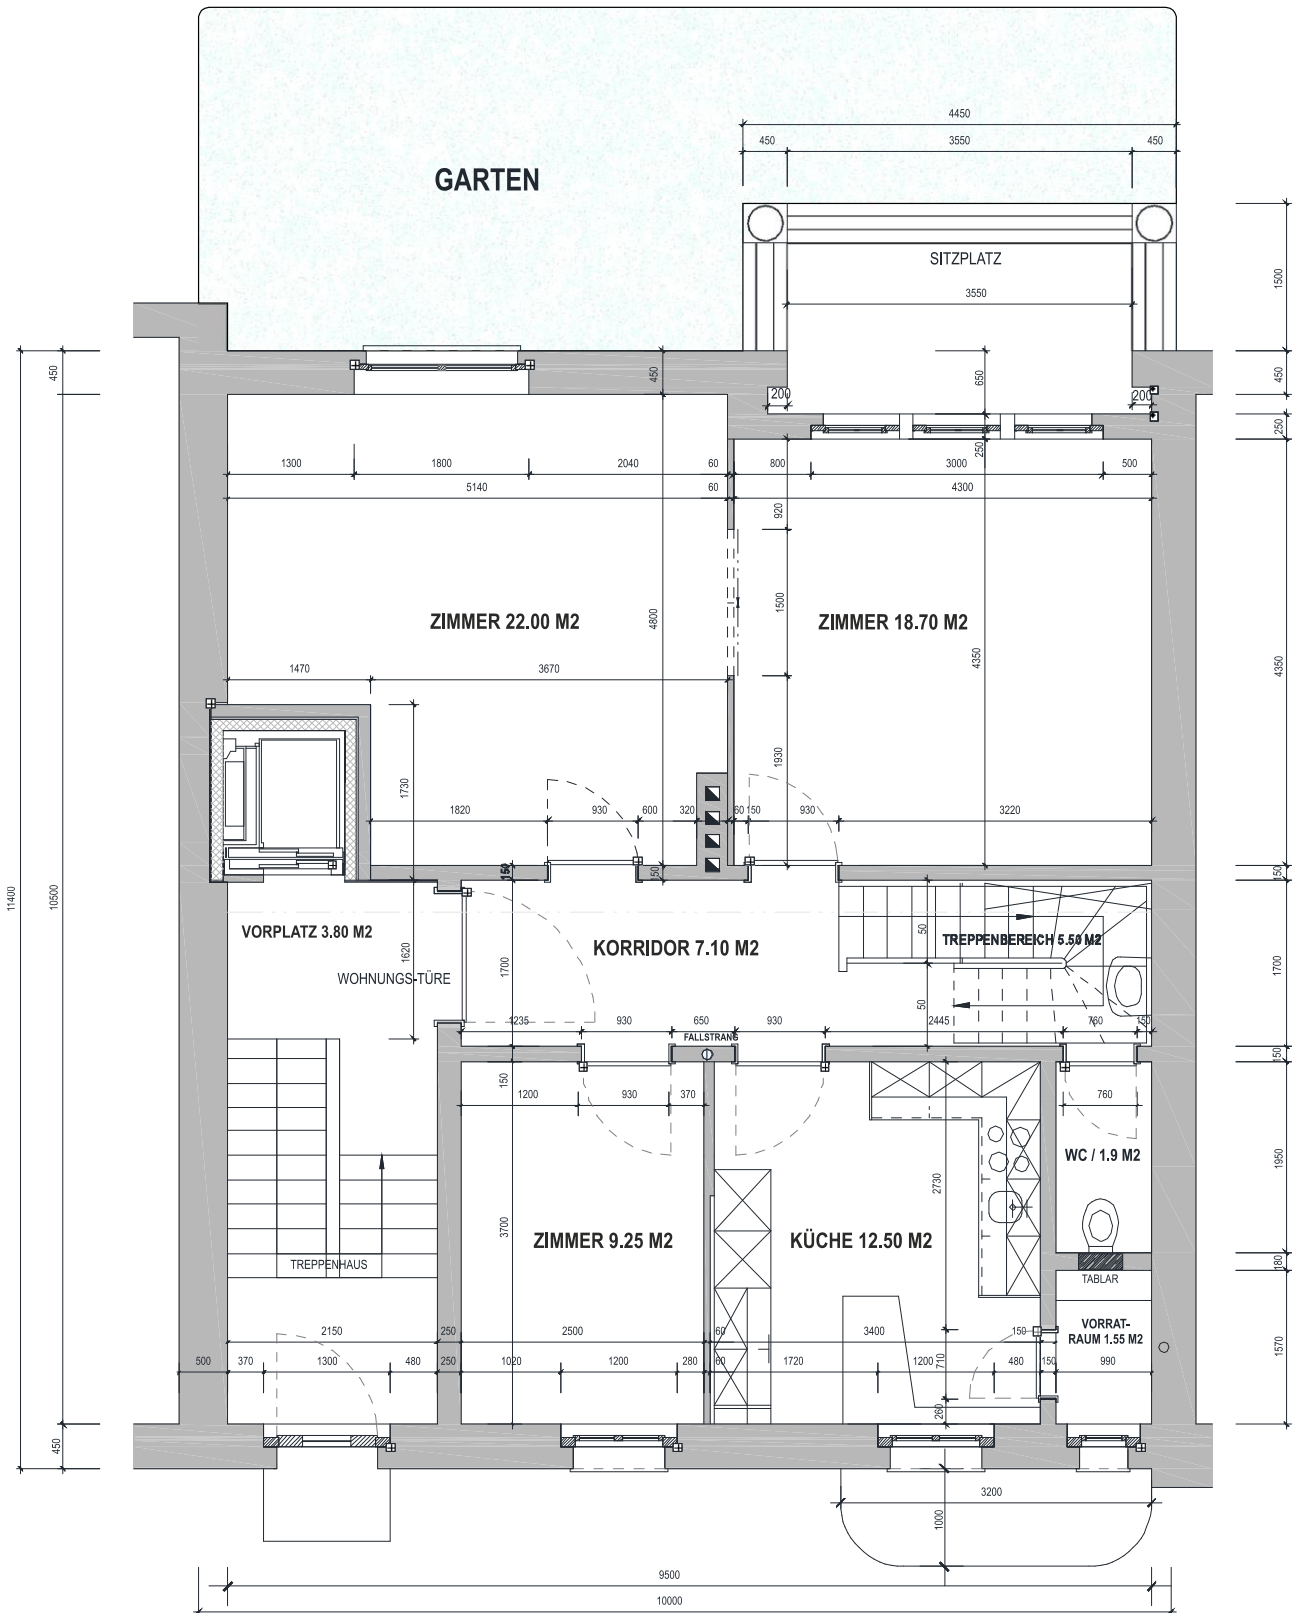 4450
450 3550 450
GARTEN
SITZPLATZ
3550
1500
450
450
650
450
200
200
250
250
1300 1800 2040 60 800 3000 500
5140 60 4300
920
11400
10500
4800
1500
4350
4350
ZIMMER 22.00 M2
ZIMMER 18.70 M2
1470 3670
1730
1930
1820 930 600 320 60 150 930 3220
150
150
150
VORPLATZ 3.80 M2
KORRIDOR 7.10 M2
TREPPENBEREICH 5.50 M2
WOHNUNGS-TÜRE
1620
1700
50
50
1700
1235 930 650 930 2445 760 150
FALLSTRANG
150
150
1200 930 370
760
WC / 1.9 M2
1950
2730
3700
ZIMMER 9.25 M2
KÜCHE 12.50 M2
TREPPENHAUS
180
TABLAR
VORRAT-
RAUM 1.55 M2
2150 250 2500 60 3400 150
500 370 1300 480 250 1020 1200 280 60 1720 1200 480 150 990
710
260
1570
450
3200
1000
9500
10000